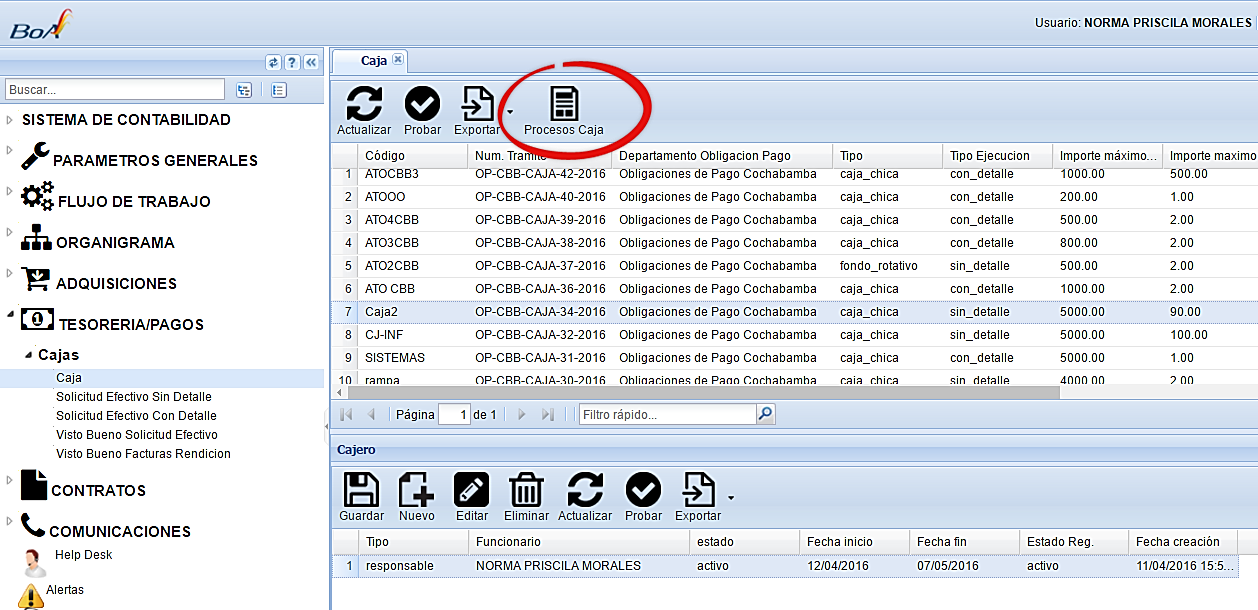 BoA
Usuario: NORMA PRISCILA MORALES
Buscar...
SISTEMA DE CONTABILIDAD
PARAMETROS GENERALES
FLUJO DE TRABAJO
ORGANIGRAMA
ADQUISICIONES
TESORERIA/PAGOS
Cajas
Caja
Solicitud Efectivo Sin Detalle
Solicitud Efectivo Con Detalle
Visto Bueno Solicitud Efectivo
Visto Bueno Facturas Rendicion
CONTRATOS
COMUNICACIONES
Help Desk
Alertas
Caja
Actualizar Probar Exportar Procesos Caja
Código Num. Tramite Departamento Obligacion Pago Tipo Tipo Ejecucion Importe máximo... Importe maximo
1 ATOCBB3 OP-CBB-CAJA-42-2016 Obligaciones de Pago Cochabamba caja_chica con_detalle 1000.00 500.00
2 ATOOO OP-CBB-CAJA-40-2016 Obligaciones de Pago Cochabamba caja_chica con_detalle 200.00 1.00
3 ATO4CBB OP-CBB-CAJA-39-2016 Obligaciones de Pago Cochabamba caja_chica con_detalle 500.00 2.00
4 ATO3CBB OP-CBB-CAJA-38-2016 Obligaciones de Pago Cochabamba caja_chica con_detalle 800.00 2.00
5 ATO2CBB OP-CBB-CAJA-37-2016 Obligaciones de Pago Cochabamba fondo_rotativo sin_detalle 500.00 2.00
6 ATO CBB OP-CBB-CAJA-36-2016 Obligaciones de Pago Cochabamba caja_chica con_detalle 1000.00 2.00
7 Caja2 OP-CBB-CAJA-34-2016 Obligaciones de Pago Cochabamba caja_chica sin_detalle 5000.00 90.00
8 CJ-INF OP-CBB-CAJA-32-2016 Obligaciones de Pago Cochabamba caja_chica sin_detalle 5000.00 100.00
9 SISTEMAS OP-CBB-CAJA-31-2016 Obligaciones de Pago Cochabamba caja_chica con_detalle 5000.00 1.00
10 rampa OP-CBB-CAJA-30-2016 Obligaciones de Pago Cochabamba caja_chica sin_detalle 4000.00 2.00
Página 1 de 1 Filtro rápido...
Cajero
Guardar Nuevo Editar Eliminar Actualizar Probar Exportar
Tipo Funcionario estado Fecha inicio Fecha fin Estado Reg. Fecha creación
1 responsable NORMA PRISCILA MORALES activo 12/04/2016 07/05/2016 activo 11/04/2016 15:5...